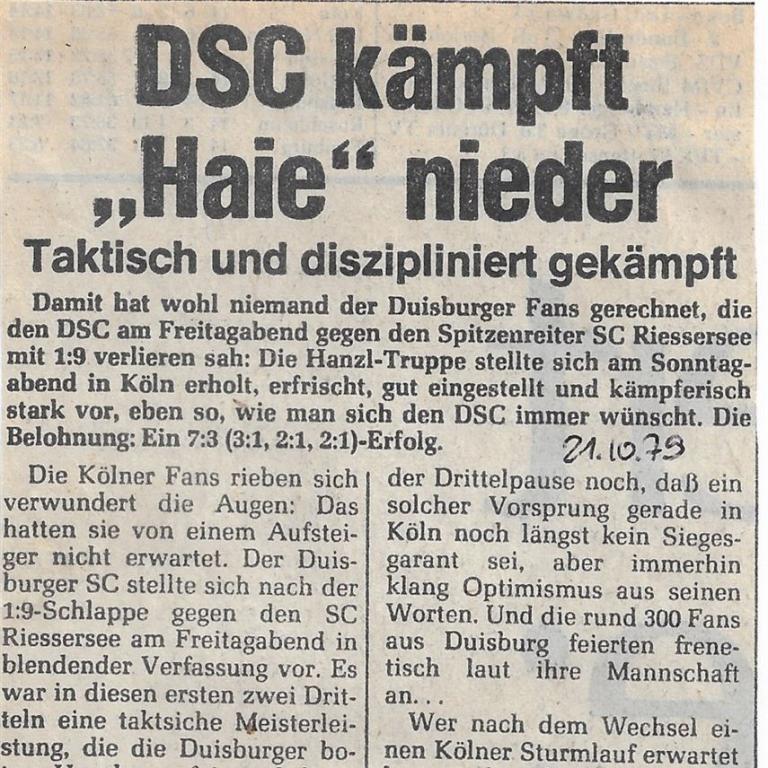 DSC kämpft
„Haie“ nieder
Taktisch und diszipliniert gekämpft
Damit hat wohl niemand der Duisburger Fans gerechnet, die
den DSC am Freitagabend gegen den Spitzenreiter SC Riessersee
mit 1:9 verlieren sah: Die Hanzl-Truppe stellte sich am Sonntag-
abend in Köln erholt, erfrischt, gut eingestellt und kämpferisch
stark vor, eben so, wie man sich den DSC immer wünscht. Die
Belohnung: Ein 7:3 (3:1, 2:1, 2:1)-Erfolg.
21.10.79
Die Kölner Fans rieben sich
verwundert die Augen: Das
hatten sie von einem Aufstei-
ger nicht erwartet. Der Duis-
burger SC stellte sich nach der
1:9-Schlappe gegen den SC
Riessersee am Freitagabend in
blendender Verfassung vor. Es
war in diesen ersten zwei Drit-
teln eine taktsiche Meisterlei-
stung, die die Duisburger bo-
der Drittelpause noch, daß ein
solcher Vorsprung gerade in
Köln noch längst kein Sieges-
garant sei, aber immerhin
klang Optimismus aus seinen
Worten. Und die rund 300 Fans
aus Duisburg feierten frene-
tisch laut ihre Mannschaft
an...
Wer nach dem Wechsel ei-
nen Kölner Sturmlauf erwartet